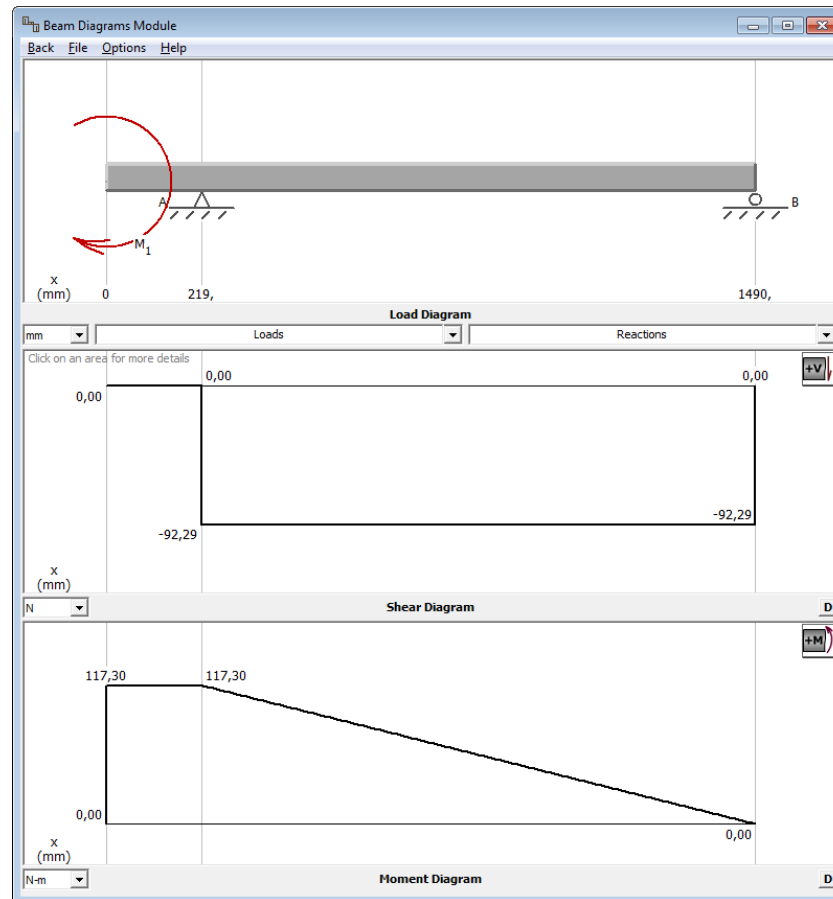 Beam Diagrams Module
Back File Options Help
A
B
M1
x
(mm) 0 219, 1490,
Load Diagram
mm Loads Reactions
Click on an area for more details
+V
0,00 0,00
0,00
-92,29
-92,29
x
(mm)
N Shear Diagram D
+M
117,30 117,30
0,00
0,00
x
(mm)
N-m Moment Diagram D